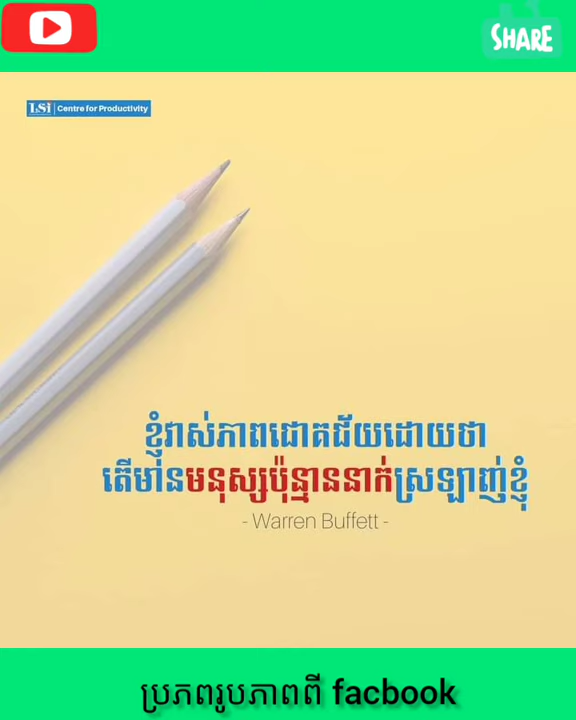 SHARE
LSI Centre for Productivity
ខ្ញុំវាស់ភាពជោគជ័យដោយថា
តើមានមនុស្សប៉ុន្មាននាក់ស្រឡាញ់ខ្ញុំ
- Warren Buffett -
ប្រភពរូបភាពពី facbook